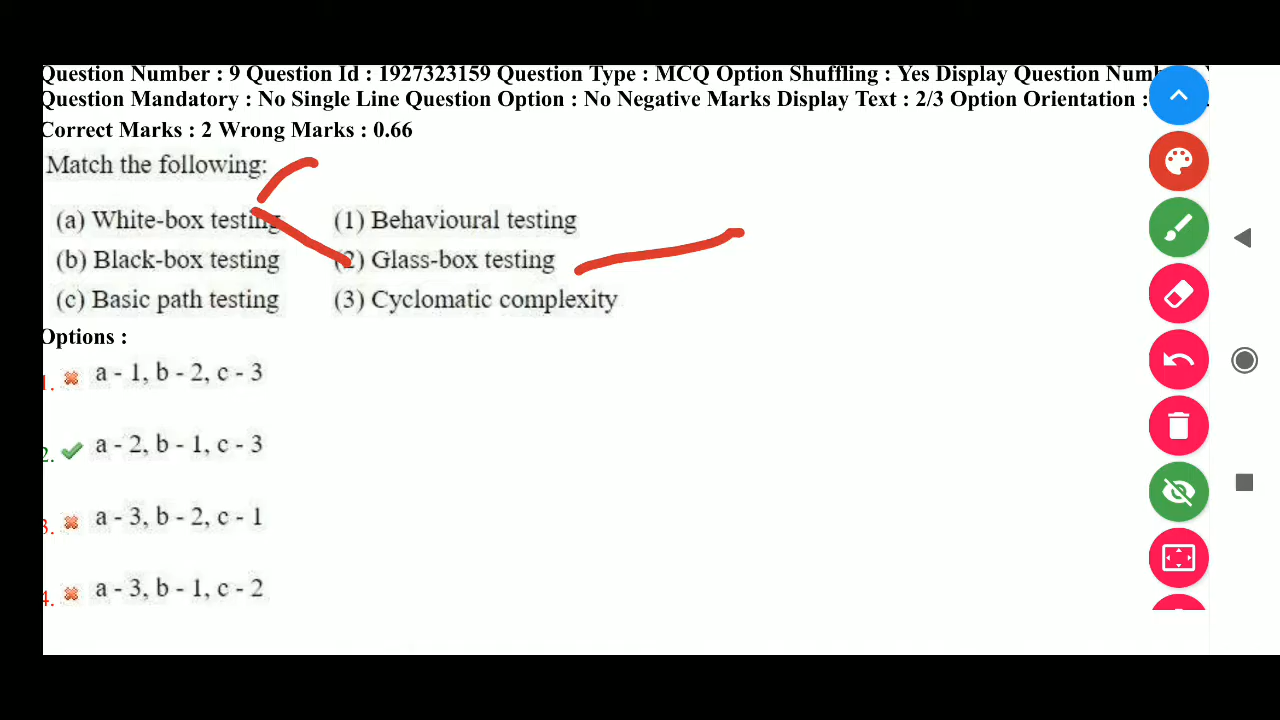 Question Number : 9 Question Id : 1927323159 Question Type : MCQ Option Shuffling : Yes Display Question
Question Mandatory : No Single Line Question Option : No Negative Marks Display Text : 2/3 Option Orientation :
Correct Marks : 2 Wrong Marks : 0.66
Match the following:
(a) White-box testing (1) Behavioural testing
(b) Black-box testing (2) Glass-box testing
(c) Basic path testing (3) Cyclomatic complexity
Options :
1. a - 1, b - 2, c - 3
2. a - 2, b - 1, c - 3
3. a - 3, b - 2, c - 1
4. a - 3, b - 1, c - 2